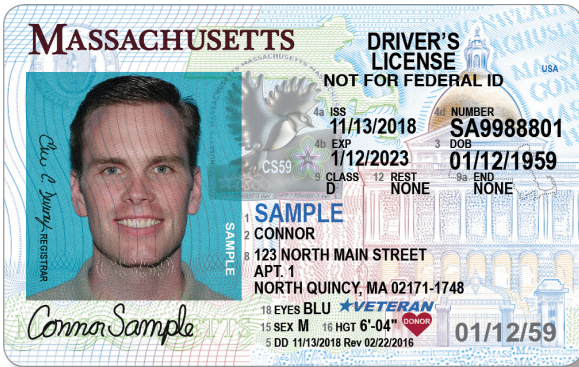 MASSACHUSETTS
DRIVER'S
LICENSE
NOT FOR FEDERAL ID
USA
4a ISS
11/13/2018
4d NUMBER
SA9988801
4b EXP
1/12/2023
3 DOB
01/12/1959
9 CLASS
D
12 REST
NONE
9a END
NONE
CS59
1 SAMPLE
2 CONNOR
8 123 NORTH MAIN STREET
APT. 1
NORTH QUINCY, MA 02171-1748
18 EYES BLU ★VETERAN
15 SEX M 16 HGT 6'-04" DONOR
5 DD 11/13/2018 Rev 02/22/2016
01/12/59
REGISTRAR
SAMPLE
Connor Sample